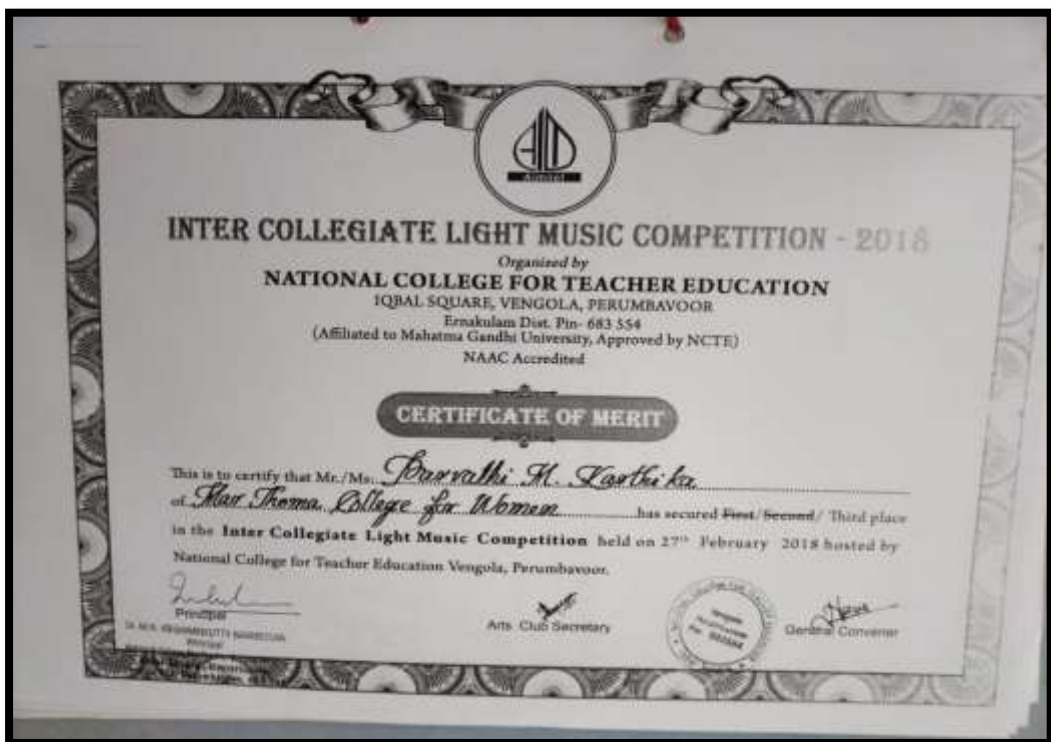 INTER COLLEGIATE LIGHT MUSIC COMPETITION - 2018
Organized by
NATIONAL COLLEGE FOR TEACHER EDUCATION
IQBAL SQUARE, VENGOLA, PERUMBAVOOR
Ernakulam Dist. Pin- 683 554
(Affiliated to Mahatma Gandhi University, Approved by NCTE)
NAAC Accredited
CERTIFICATE OF MERIT
This is to certify that Mr./Ms. Parvathi M. Karthika
of Mar Thoma College for Women has secured First/Second/ Third place
in the Inter Collegiate Light Music Competition held on 27th February 2018 hosted by
National College for Teacher Education Vengola, Perumbavoor.
Principal
Arts Club Secretary
General Convener